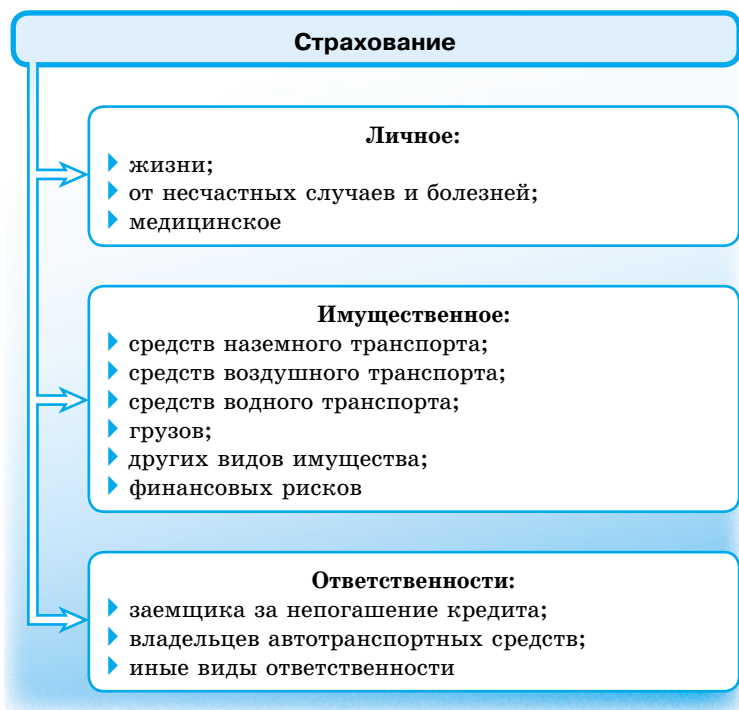 Страхование
Личное:
жизни;
от несчастных случаев и болезней;
медицинское
Имущественное:
средств наземного транспорта;
средств воздушного транспорта;
средств водного транспорта;
грузов;
других видов имущества;
финансовых рисков
Ответственности:
заемщика за непогашение кредита;
владельцев автотранспортных средств;
иные виды ответственности